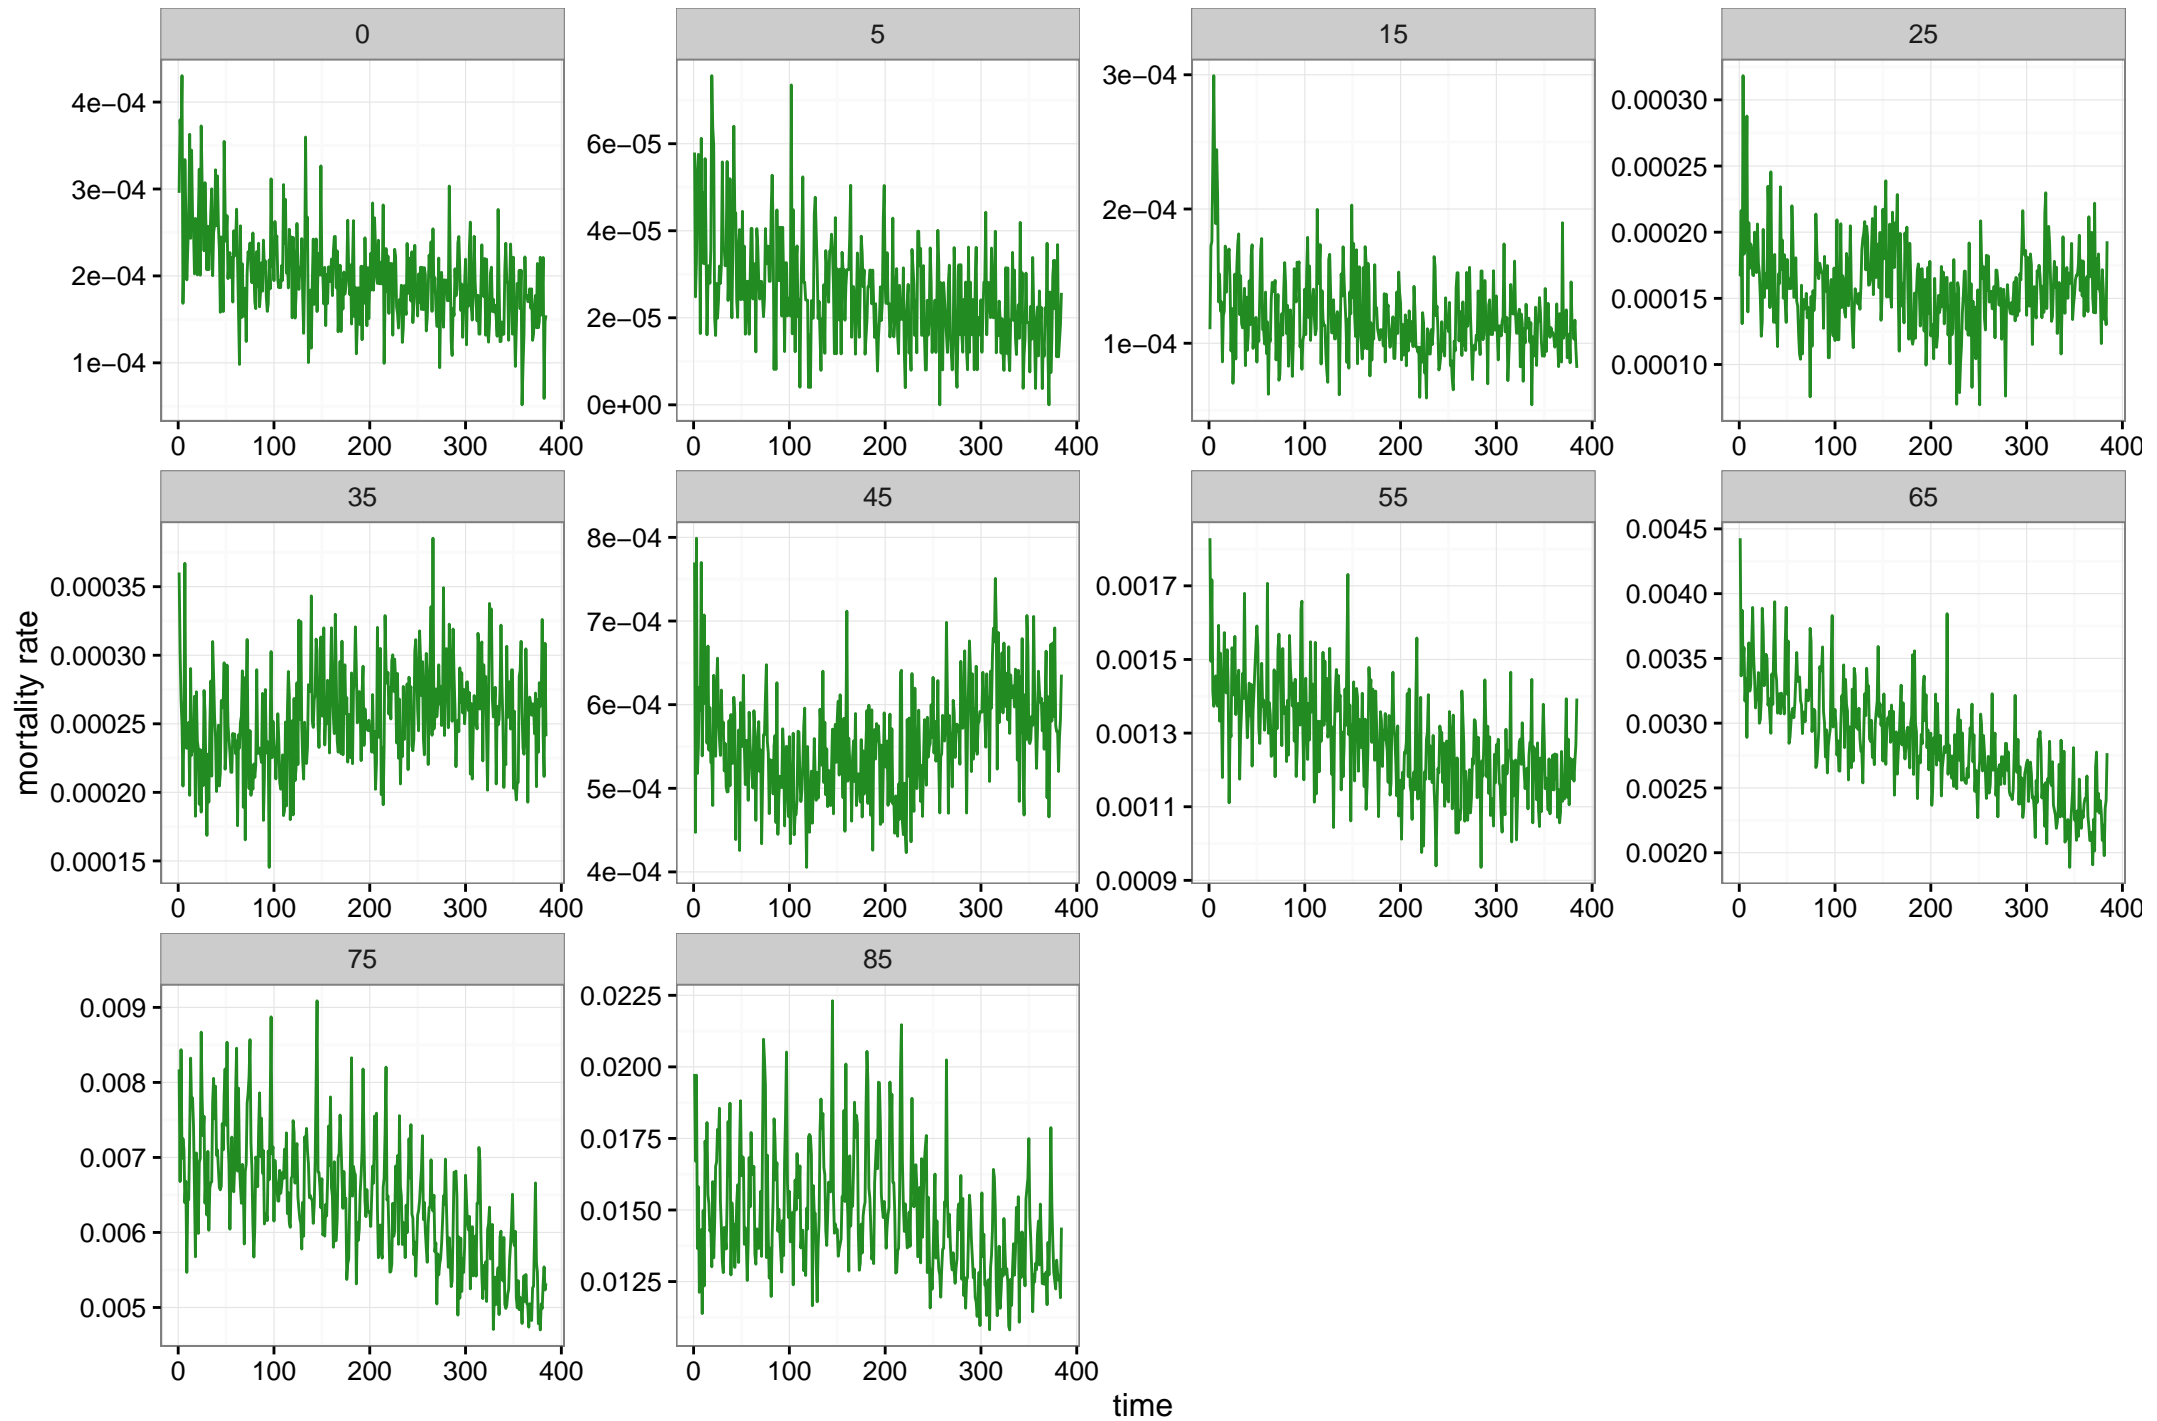 0 5 15 25
4e−04
3e−04
2e−04
1e−04
6e−05
4e−05
2e−05
0e+00
3e−04
2e−04
1e−04
0.00030
0.00025
0.00020
0.00015
0.00010
0 100 200 300 400 0 100 200 300 400 0 100 200 300 400 0 100 200 300 400
35 45 55 65
0.00035
0.00030
0.00025
0.00020
0.00015
8e−04
7e−04
6e−04
5e−04
4e−04
0.0017
0.0015
0.0013
0.0011
0.0009
0.0045
0.0040
0.0035
0.0030
0.0025
0.0020
0 100 200 300 400 0 100 200 300 400 0 100 200 300 400 0 100 200 300 400
mortality rate
75 85
0.009
0.008
0.007
0.006
0.005
0.0225
0.0200
0.0175
0.0150
0.0125
0 100 200 300 400 0 100 200 300 400
time